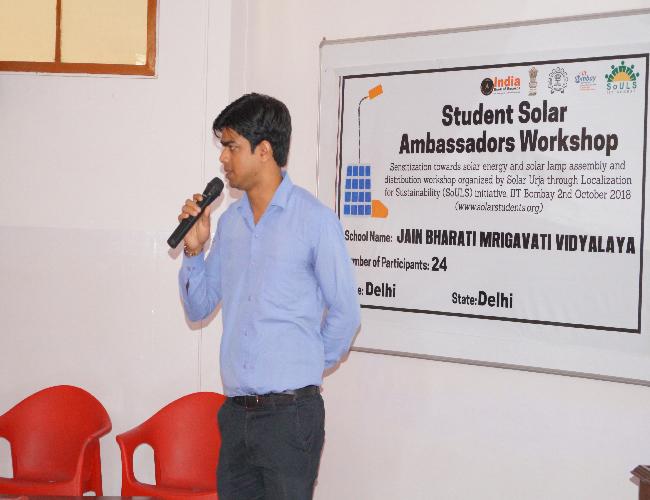 India
SoULS
Student Solar
Ambassadors Workshop
Sensitization towards solar energy and solar lamp assembly and
distribution workshop organized by Solar Urja through Localization
for Sustainability (SoULS) initiative. IIT Bombay 2nd October 2018
(www.solarstudents.org)
School Name: JAIN BHARATI MRIGAVATI VIDYALAYA
mber of Participants: 24
e: Delhi State: Delhi